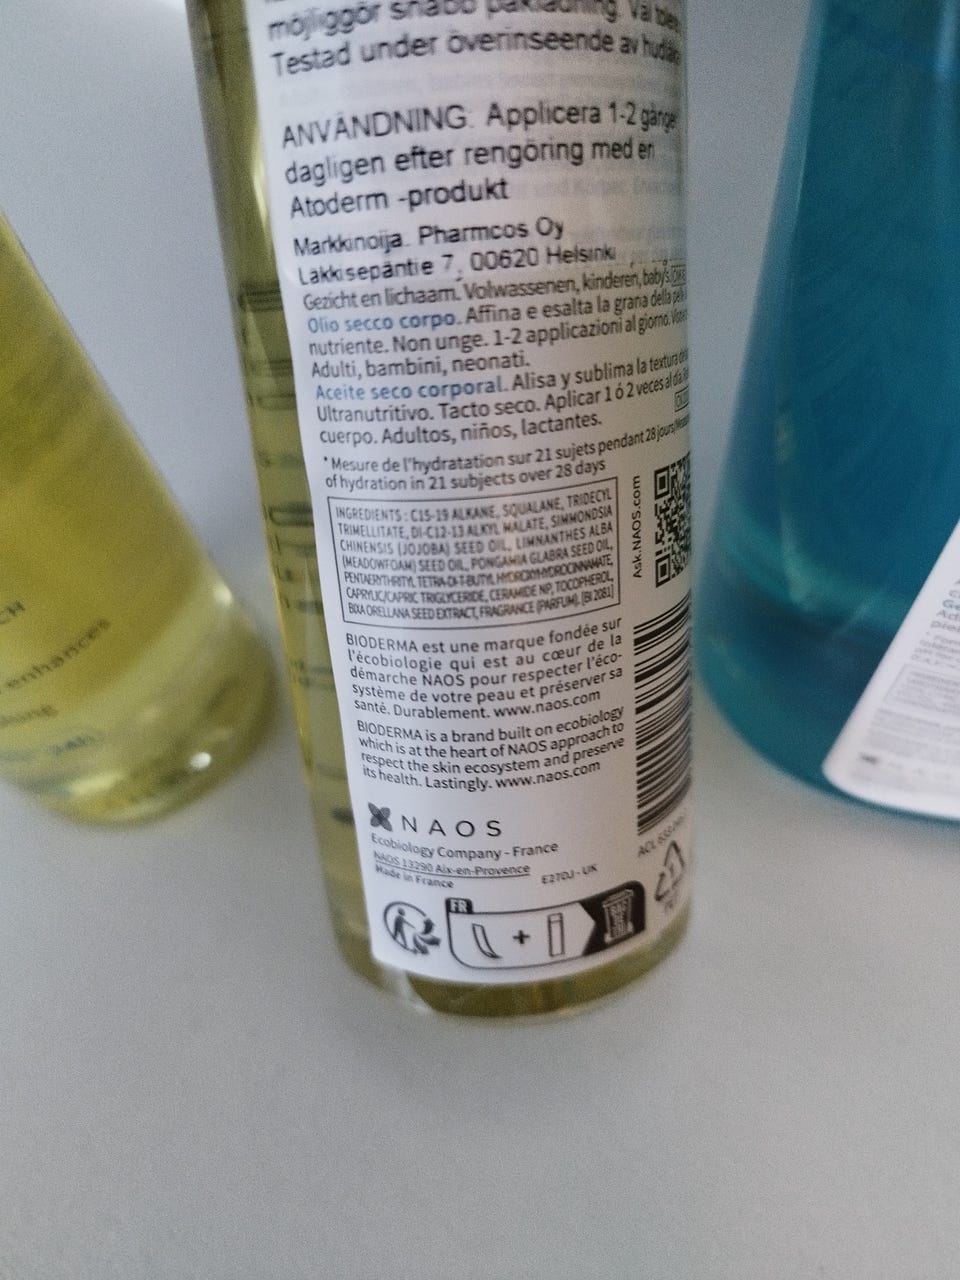 möjliggör snabb påklädning. Väl
Testad under överinseende av
ANVÄNDNING: Applicera 1-2 gånger
dagligen efter rengöring med en
Atoderm -produkt
Markkinoija. Pharmcos Oy
Lakkisepäntie 7, 00620 Helsinki
Gezicht en lichaam. Volwassenen, kinderen, baby's.
Olio secco corpo. Affina e esalta la grana della
nutriente. Non unge. 1-2 applicazioni al giorno.
Adulti, bambini, neonati.
Aceite seco corporal. Alisa y sublima la textura
Ultranutritivo. Tacto seco. Aplicar 1 ó 2 veces al día.
cuerpo. Adultos, niños, lactantes.
*Mesure de l'hydratation sur 21 sujets pendant 28 jours/
of hydration in 21 subjects over 28 days
INGREDIENTS : C15-19 ALKANE, SQUALANE, TRIDECYL
TRIMELLITATE, DI-C12-13 ALKYL MALATE, SIMMONDSIA
CHINENSIS (JOJOBA) SEED OIL, LIMNANTHES ALBA
(MEADOWFOAM) SEED OIL, PONGAMIA GLABRA SEED OIL,
PENTAERYTHRITYL TETRA-DI-T-BUTYL HYDROXYHYDROCINNAMATE,
CAPRYLIC/CAPRIC TRIGLYCERIDE, CERAMIDE NP, TOCOPHEROL,
BIXA ORELLANA SEED EXTRACT, FRAGRANCE (PARFUM). [BI 2081]
Ask.NAOS.com
BIODERMA est une marque fondée sur
l'écobiologie qui est au cœur de la
démarche NAOS pour respecter l'éco-
système de votre peau et préserver sa
santé. Durablement. www.naos.com
BIODERMA is a brand built on ecobiology
which is at the heart of NAOS approach to
respect the skin ecosystem and preserve
its health. Lastingly. www.naos.com
NAOS
Ecobiology Company - France
NAOS 13290 Aix-en-Provence
Made in France
E27DJ - UK
FR
+
enhances